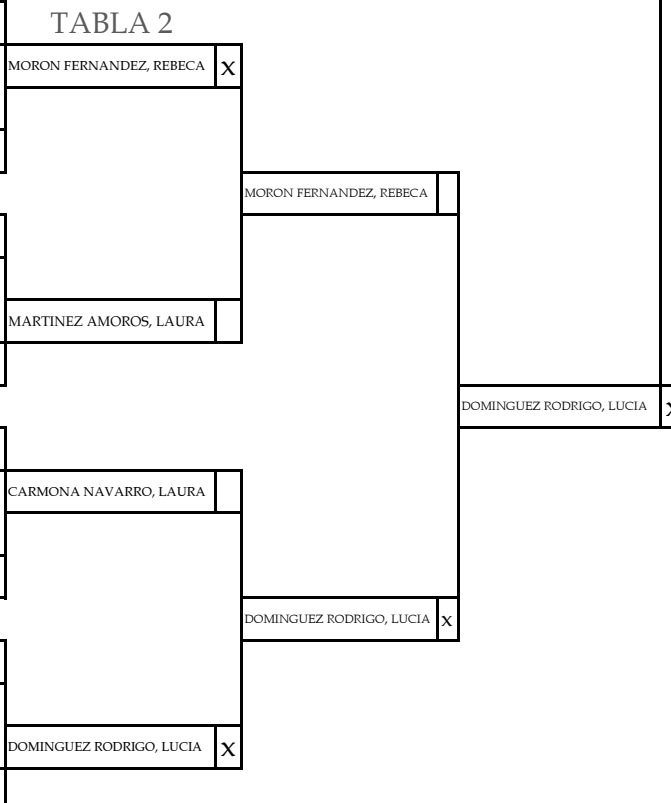 TABLA 2
MORON FERNANDEZ, REBECA X
MORON FERNANDEZ, REBECA
MARTINEZ AMOROS, LAURA
DOMINGUEZ RODRIGO, LUCIA
CARMONA NAVARRO, LAURA
DOMINGUEZ RODRIGO, LUCIA x
DOMINGUEZ RODRIGO, LUCIA X